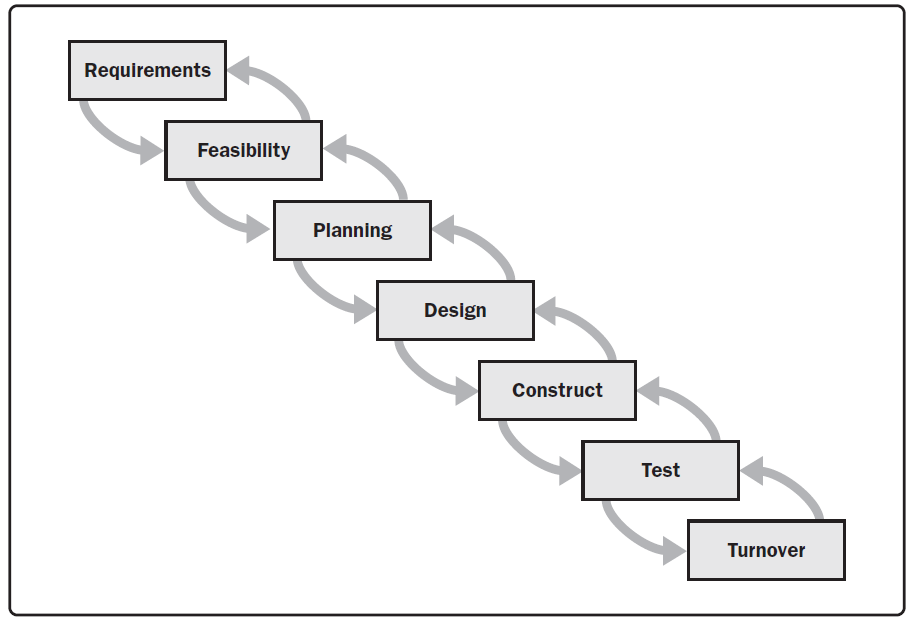 Requirements
Feasibility
Planning
Design
Construct
Test
Turnover